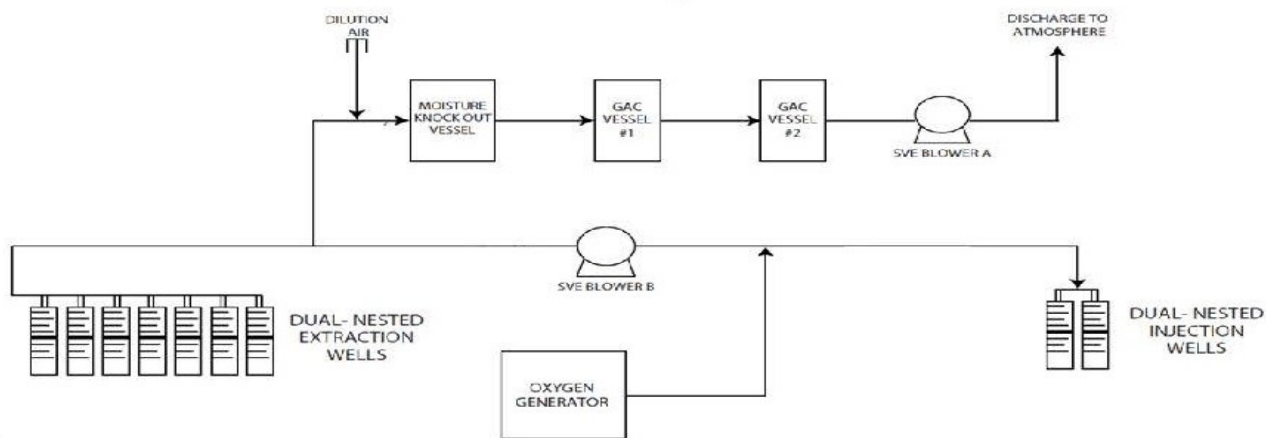 DILUTION
AIR
DISCHARGE TO
ATMOSPHERE
MOISTURE
KNOCK OUT
VESSEL
GAC
VESSEL
#1
GAC
VESSEL
#2
SVE BLOWER A
SVE BLOWER B
DUAL- NESTED
EXTRACTION
WELLS
DUAL- NESTED
INJECTION
WELLS
OXYGEN
GENERATOR